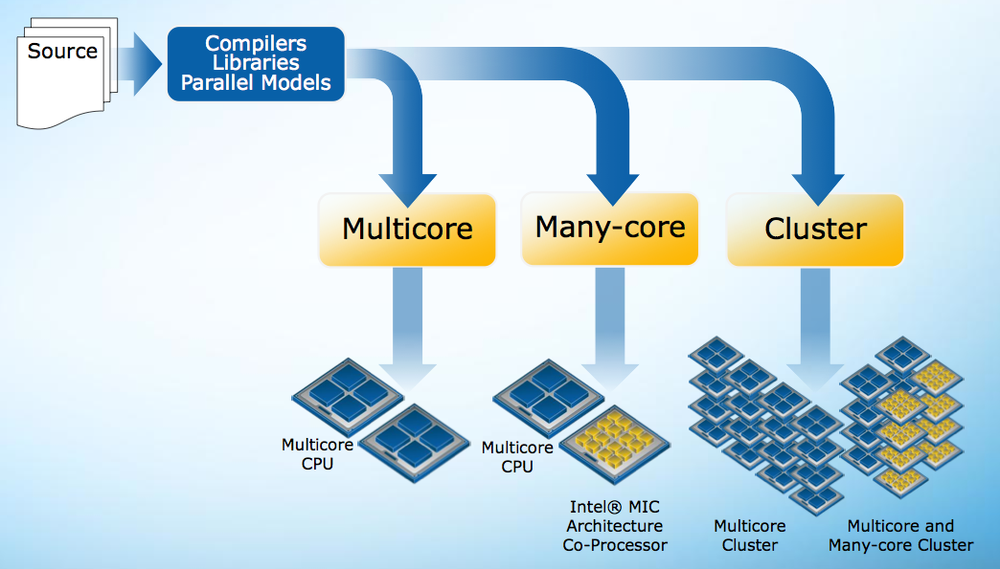 Source
Compilers
Libraries
Parallel Models
Multicore
Many-core
Cluster
Multicore
CPU
Multicore
CPU
Intel® MIC
Architecture
Co-Processor
Multicore
Cluster
Multicore and
Many-core Cluster